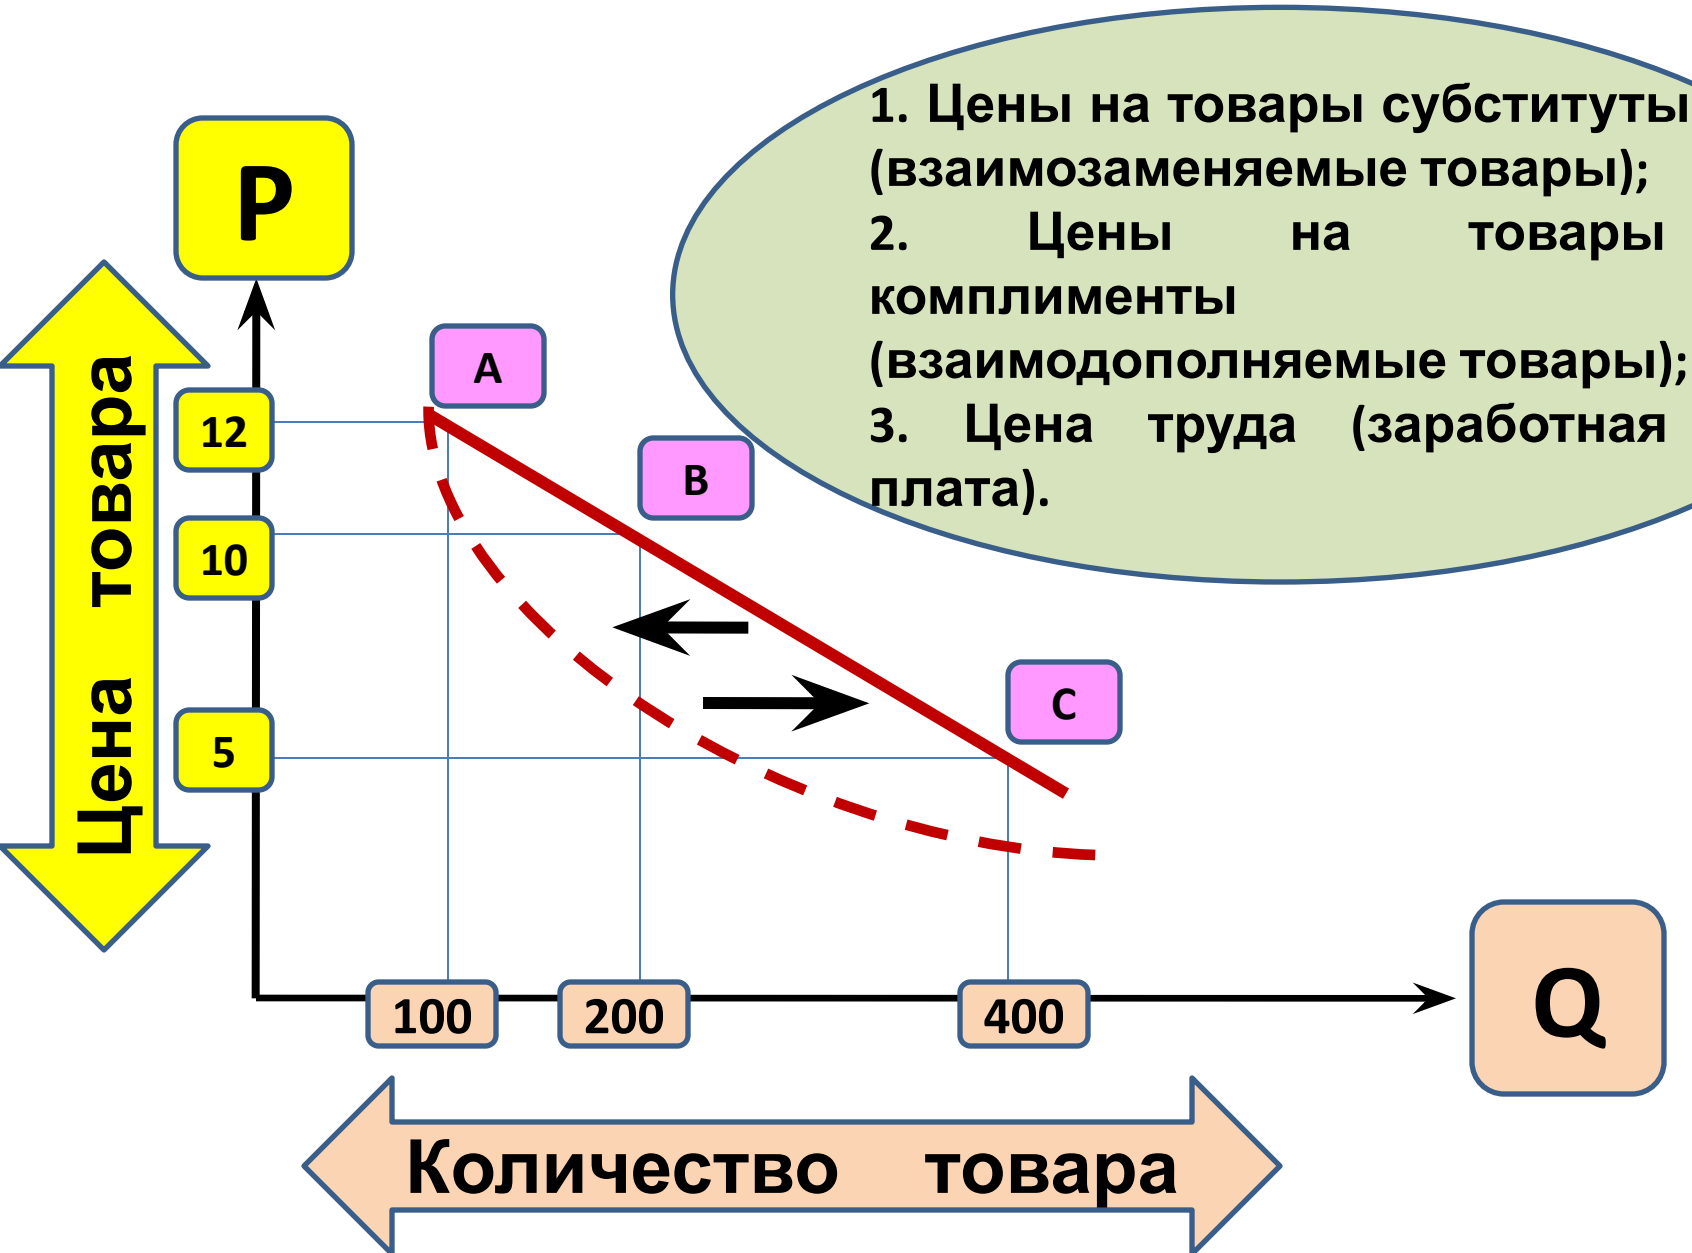 1. Цены на товары субституты
(взаимозаменяемые товары);
2. Цены на товары
комплименты
(взаимодополняемые товары);
3. Цена труда (заработная
плата).
P
Цена товара
A
12
B
10
C
5
100
200
400
Q
Количество товара